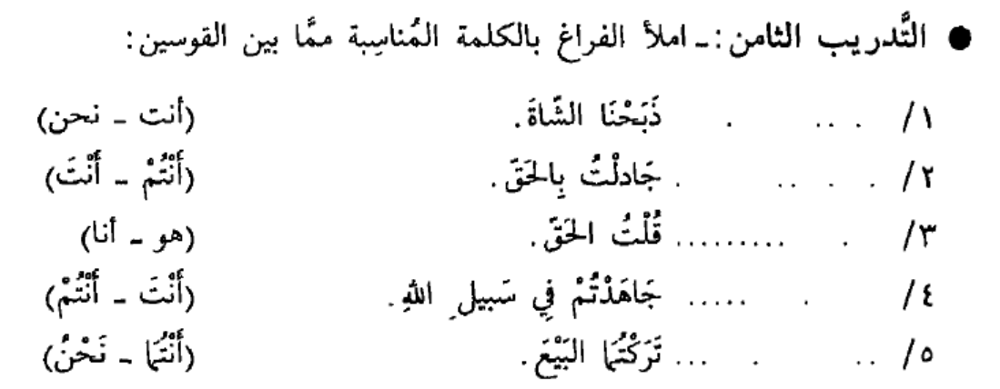 ● التَّدريب الثامن: ـ املأ الفراغ بالكلمة المُناسِبة ممَّا بين القوسين:
١/ ......... ذَبَحْنَا الشَّاةَ. (أنت ـ نحن)
٢/ ......... جَادلْتُ بِالحَقّ. (أَنْتُمْ ـ أَنْتَ)
٣/ ......... قُلْتُ الحَقّ. (هو ـ أنا)
٤/ ......... جَاهَدْتُمْ فِي سَبيلِ اللهِ. (أَنْتَ ـ أَنْتُمْ)
٥/ ......... تَرَكْتُمَا البَيْعَ. (أَنْتُمَا ـ نَحْنُ)